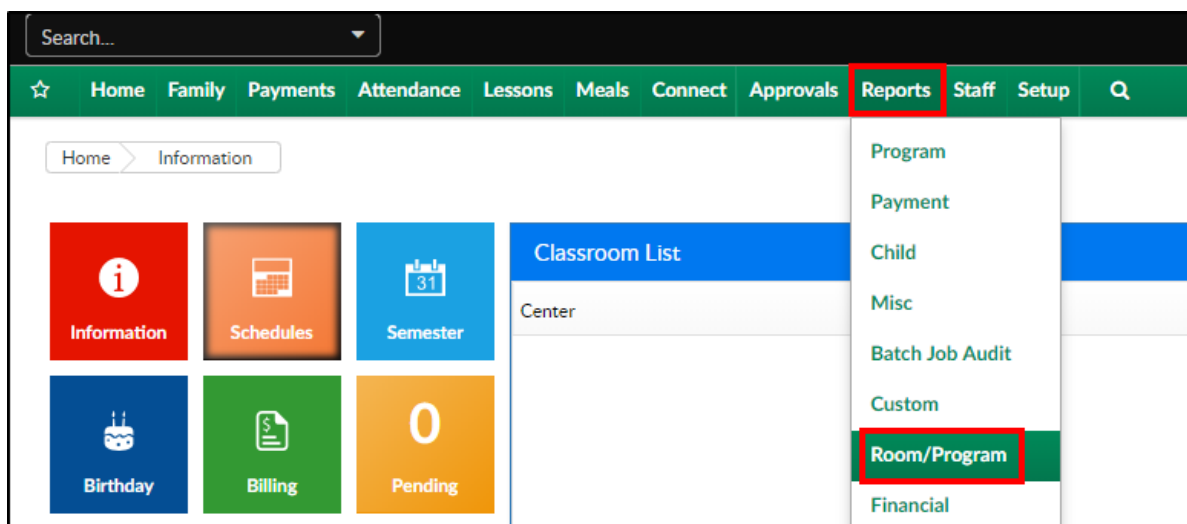 Search...
Home Family Payments Attendance Lessons Meals Connect Approvals Reports Staff Setup
Home Information
Program
Payment
Child
Misc
Batch Job Audit
Custom
Room/Program
Financial
Classroom List
Center
Information
Schedules
31
Semester
Birthday
$
Billing
0
Pending